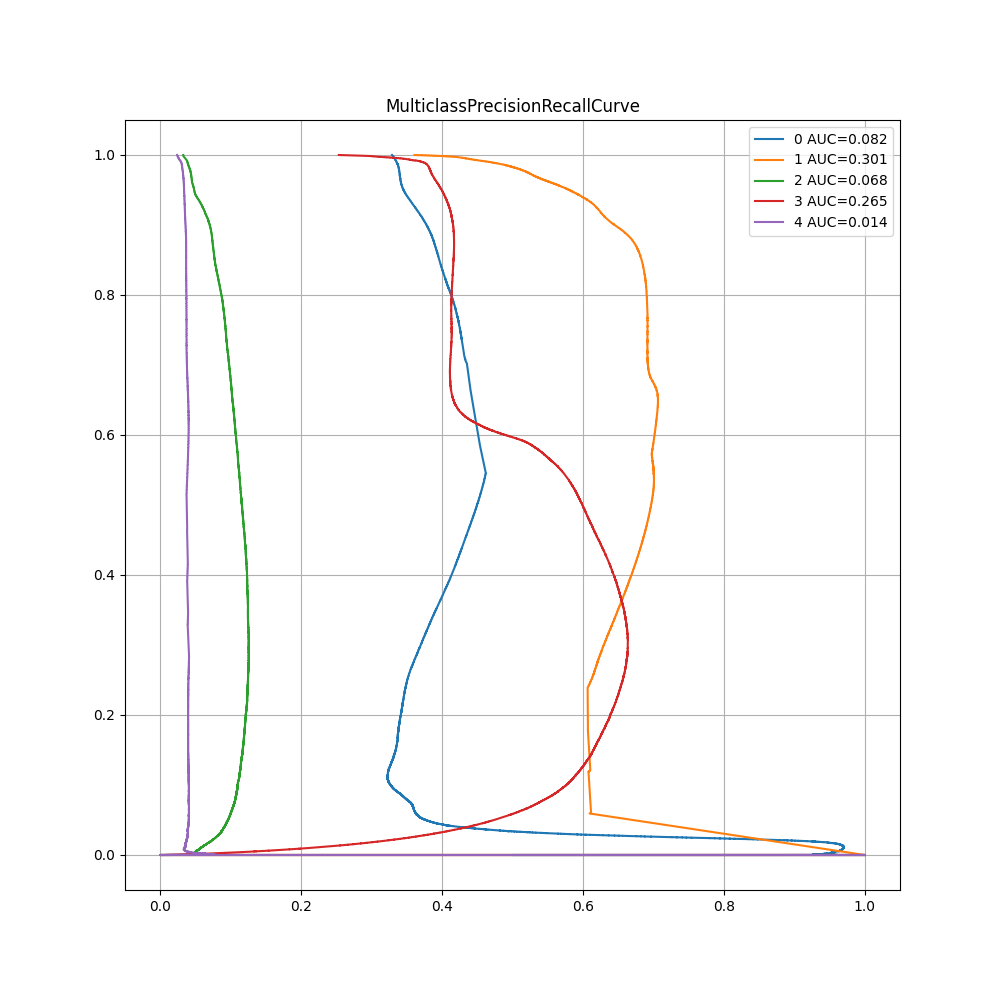 MulticlassPrecisionRecallCurve
0 AUC=0.082
1 AUC=0.301
2 AUC=0.068
3 AUC=0.265
4 AUC=0.014
1.0
0.8
0.6
0.4
0.2
0.0
0.0 0.2 0.4 0.6 0.8 1.0